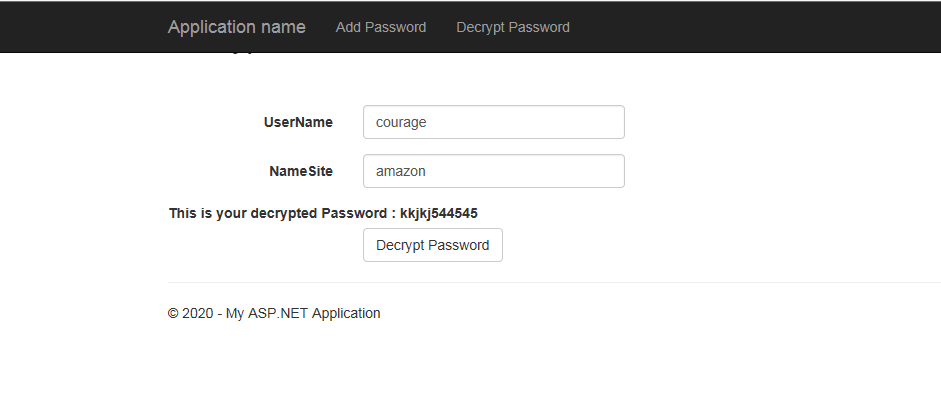 Application name Add Password Decrypt Password
UserName courage
NameSite amazon
This is your decrypted Password : kkjkj544545
Decrypt Password
© 2020 - My ASP.NET Application